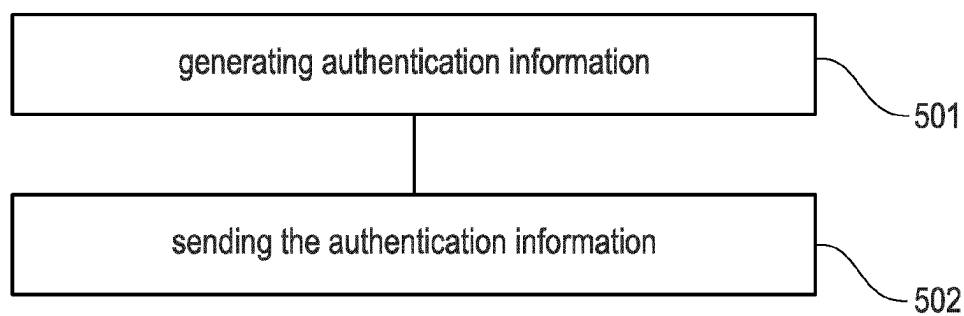 generating authentication information
501
sending the authentication information
502